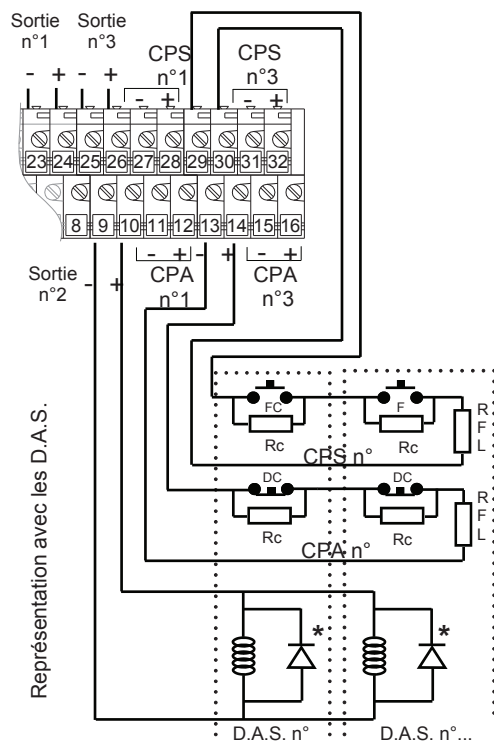 Sortie n°1
Sortie n°3
CPS n°1
CPS n°3
- + - + - + - +
23 24 25 26 27 28 29 30 31 32
8 9 10 11 12 13 14 15 16
Sortie n°2
- +
- + - + - +
CPA n°1
CPA n°3
FC F
Rc Rc
R F L
CPS n°
DC DC
Rc Rc
R F L
CPA n°
* *
D.A.S. n° D.A.S. n°...
Représentation avec les D.A.S.